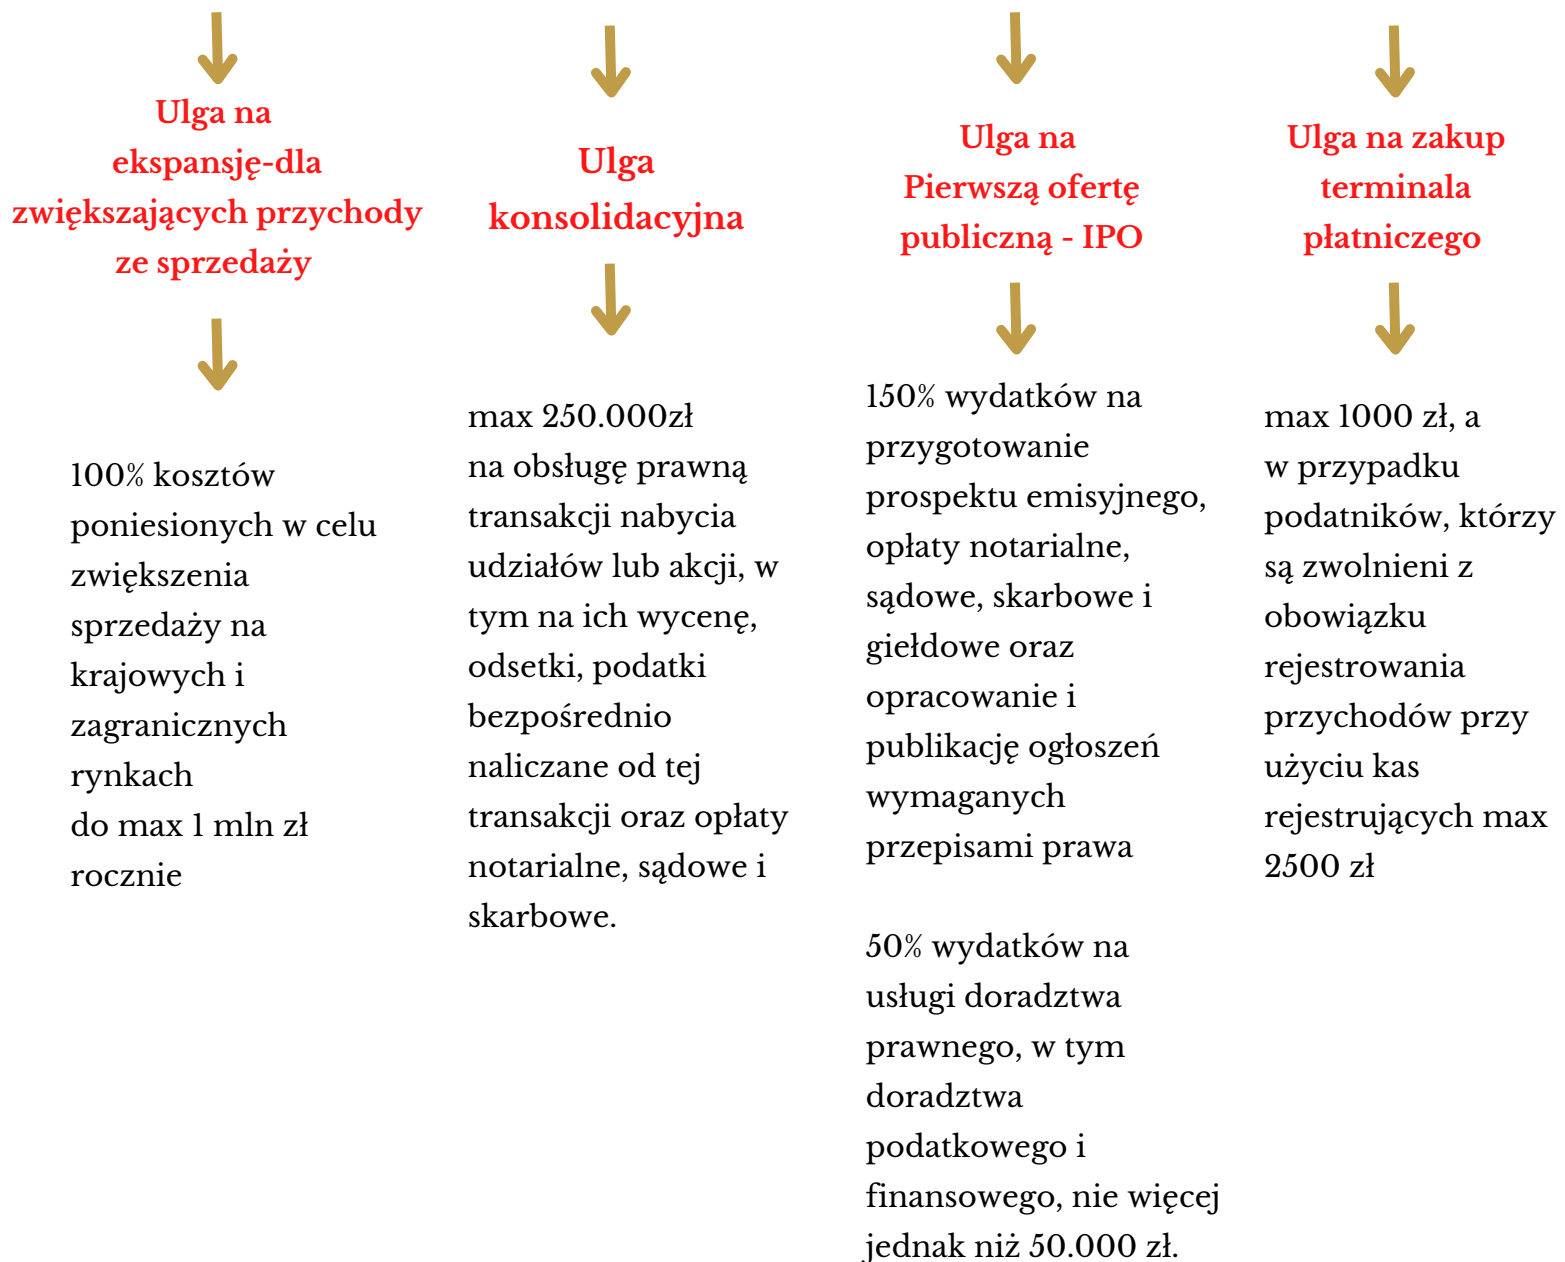 Ulga na
ekspansję-dla
zwiększających przychody
ze sprzedaży
100% kosztów
poniesionych w celu
zwiększenia
sprzedaży na
krajowych i
zagranicznych
rynkach
do max 1 mln zł
rocznie
Ulga
konsolidacyjna
max 250.000zł
na obsługę prawną
transakcji nabycia
udziałów lub akcji, w
tym na ich wycenę,
odsetki, podatki
bezpośrednio
naliczane od tej
transakcji oraz opłaty
notarialne, sądowe i
skarbowe.
Ulga na
Pierwszą ofertę
publiczną - IPO
150% wydatków na
przygotowanie
prospektu emisyjnego,
opłaty notarialne,
sądowe, skarbowe i
giełdowe oraz
opracowanie i
publikację ogłoszeń
wymaganych
przepisami prawa
50% wydatków na
usługi doradztwa
prawnego, w tym
doradztwa
podatkowego i
finansowego, nie więcej
jednak niż 50.000 zł.
Ulga na zakup
terminala
płatniczego
max 1000 zł, a
w przypadku
podatników, którzy
są zwolnieni z
obowiązku
rejestrowania
przychodów przy
użyciu kas
rejestrujących max
2500 zł